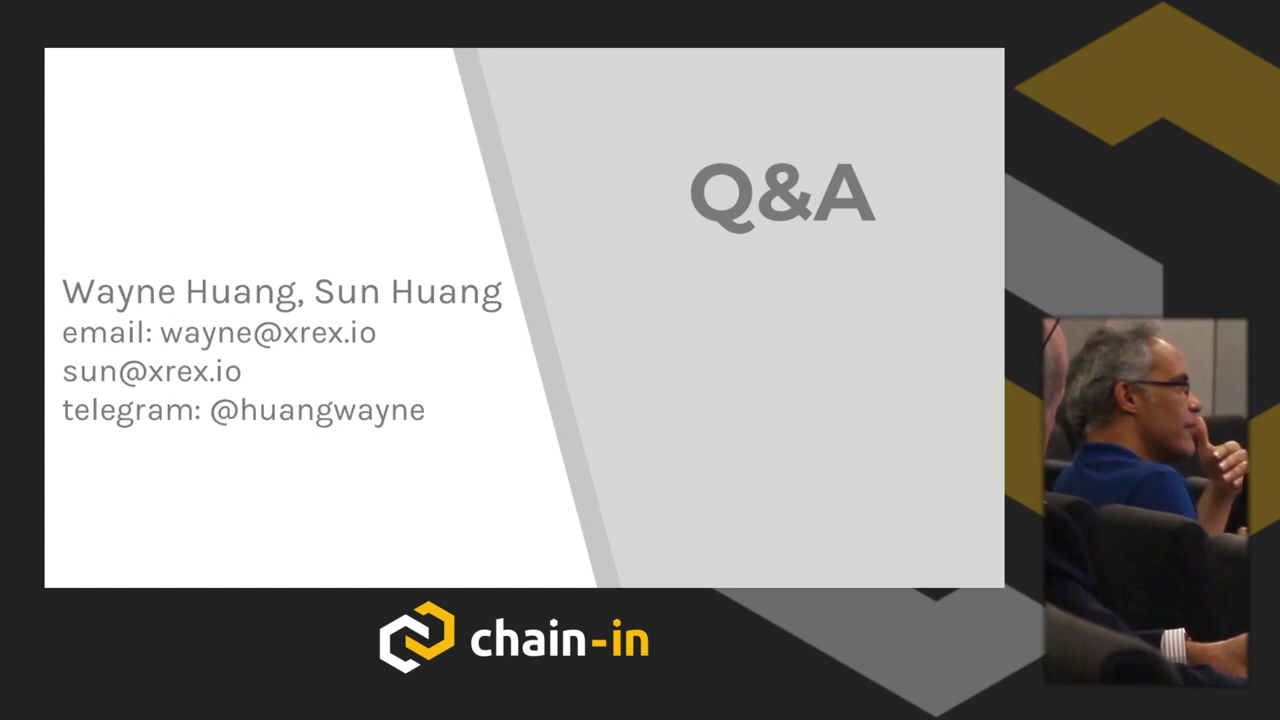 Q&A
Wayne Huang, Sun Huang
email: wayne@xrex.io
sun@xrex.io
telegram: @huangwayne
chain-in